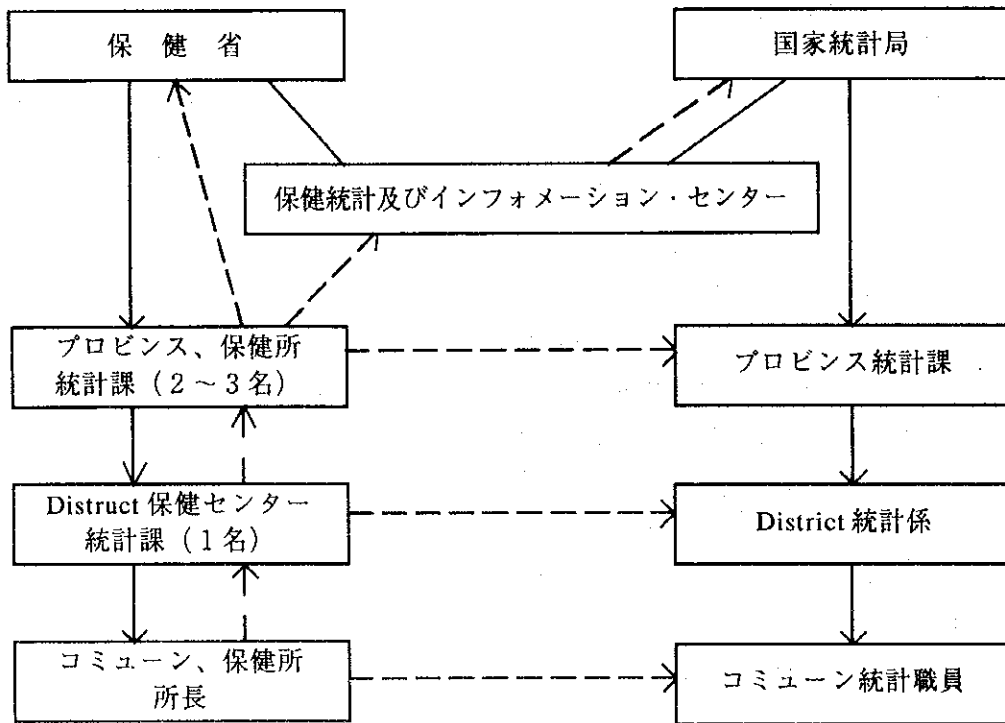 保健省
国家統計局
保健統計及びインフォメーション・センター
プロビンス、保健所
統計課（2～3名）
プロビンス統計課
Distruct 保健センター
統計課（1名）
District 統計係
コミューン、保健所
所長
コミューン統計職員